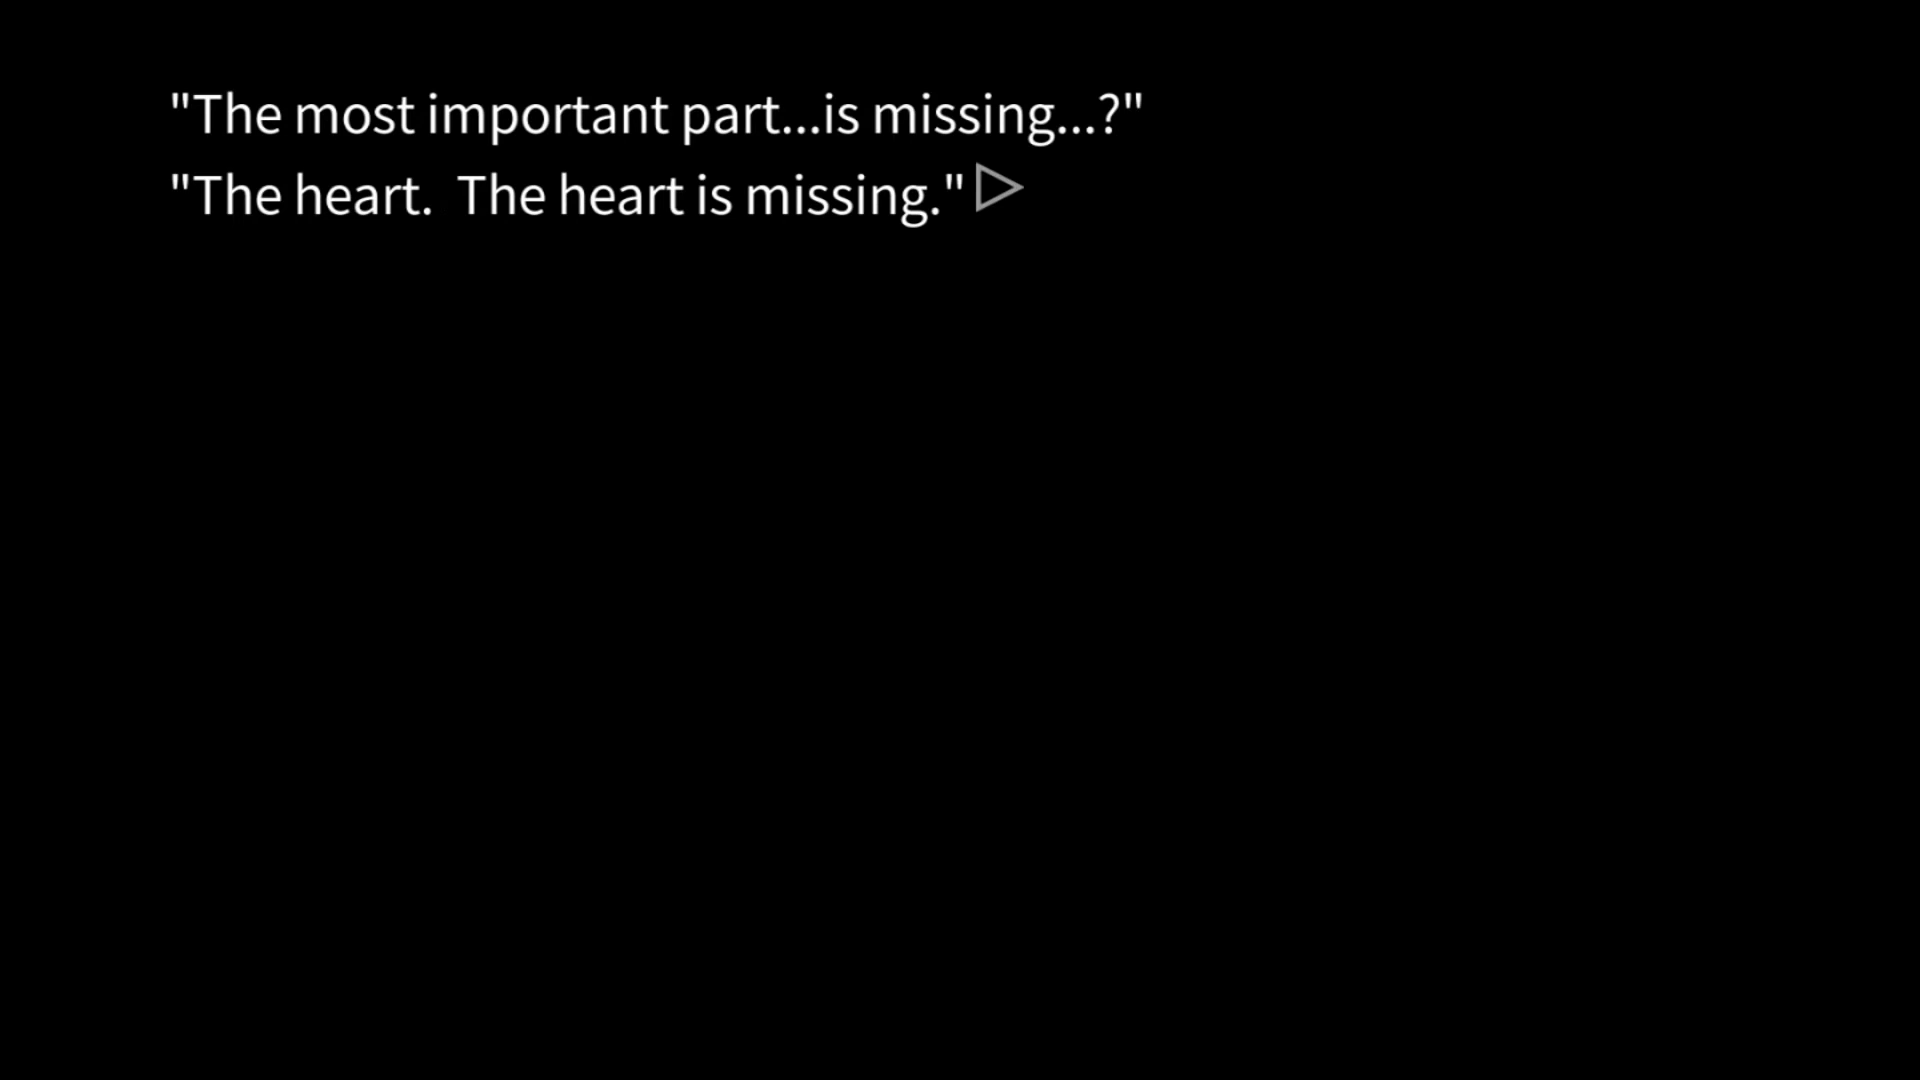 "The most important part...is missing...?"
"The heart.  The heart is missing."